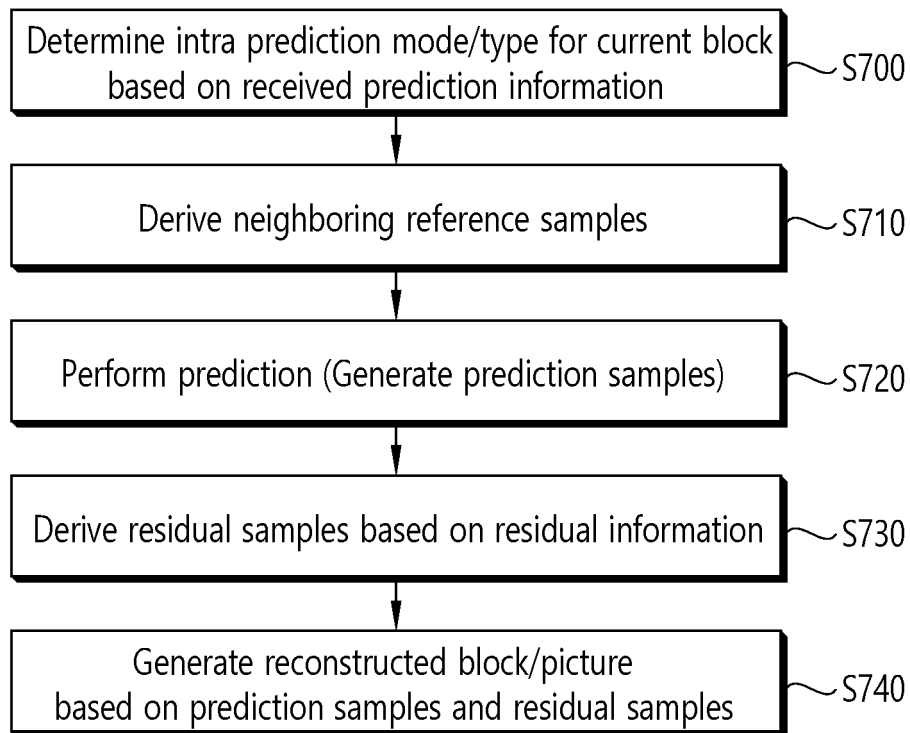 Determine intra prediction mode/type for current block
based on received prediction information
S700
Derive neighboring reference samples
S710
Perform prediction (Generate prediction samples)
S720
Derive residual samples based on residual information
S730
Generate reconstructed block/picture
based on prediction samples and residual samples
S740